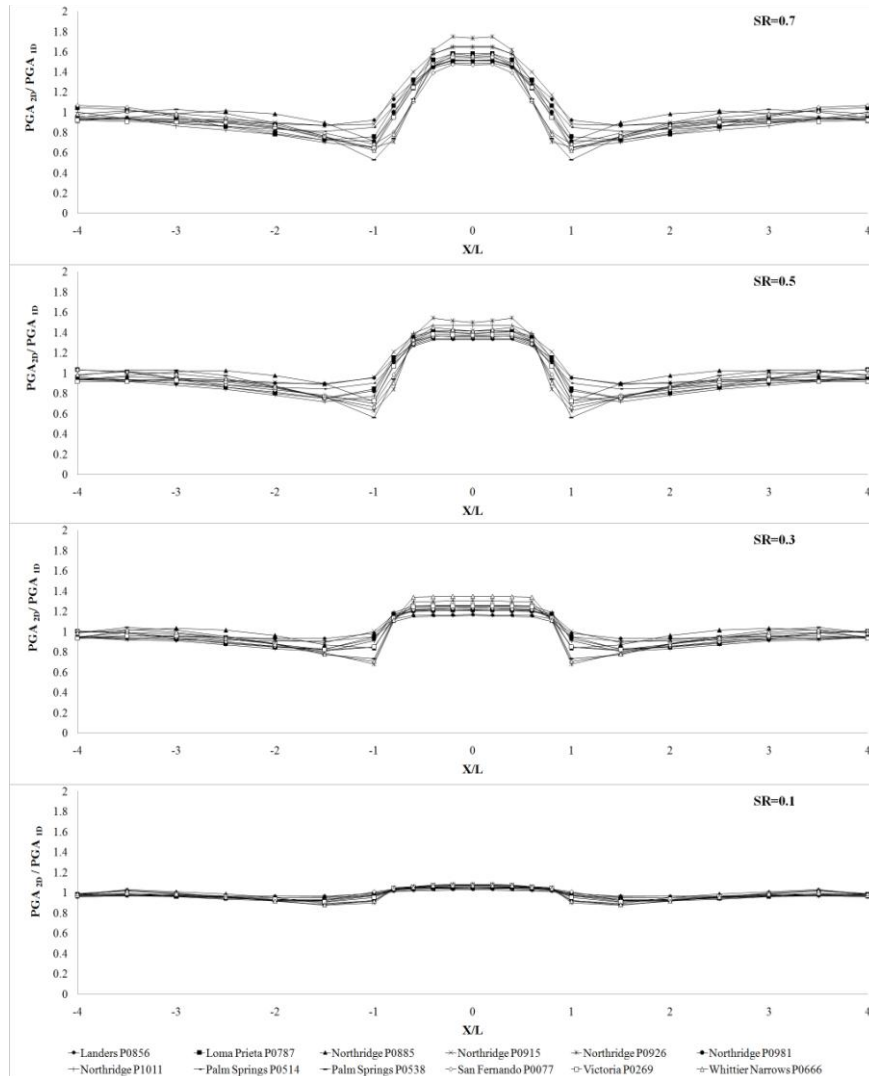 SR=0.7
PGA 2D/ PGA 1D
2
1.8
1.6
1.4
1.2
1
0.8
0.6
0.4
0.2
0
-4 -3 -2 -1 0 1 2 3 4
X/L
SR=0.5
PGA2D/ PGA 1D
2
1.8
1.6
1.4
1.2
1
0.8
0.6
0.4
0.2
0
-4 -3 -2 -1 0 1 2 3 4
X/L
SR=0.3
PGA 2D/ PGA 1D
2
1.8
1.6
1.4
1.2
1
0.8
0.6
0.4
0.2
0
-4 -3 -2 -1 0 1 2 3 4
X/L
SR=0.1
PGA 2D / PGA 1D
2
1.8
1.6
1.4
1.2
1
0.8
0.6
0.4
0.2
0
-4 -3 -2 -1 0 1 2 3 4
X/L
Landers P0856 Loma Prieta P0787 Northridge P0885 Northridge P0915 Northridge P0926 Northridge P0981
Northridge P1011 Palm Springs P0514 Palm Springs P0538 San Fernando P0077 Victoria P0269 Whittier Narrows P0666